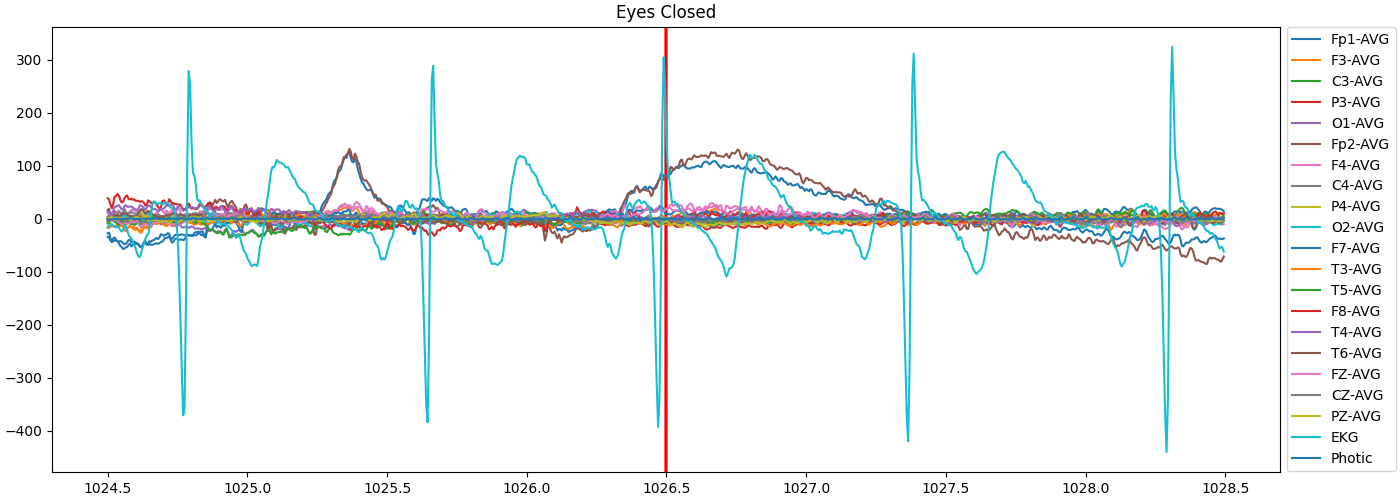 Eyes Closed
300
200
100
0
−100
−200
−300
−400
1024.5 1025.0 1025.5 1026.0 1026.5 1027.0 1027.5 1028.0 1028.5
Fp1-AVG
F3-AVG
C3-AVG
P3-AVG
O1-AVG
Fp2-AVG
F4-AVG
C4-AVG
P4-AVG
O2-AVG
F7-AVG
T3-AVG
T5-AVG
F8-AVG
T4-AVG
T6-AVG
FZ-AVG
CZ-AVG
PZ-AVG
EKG
Photic